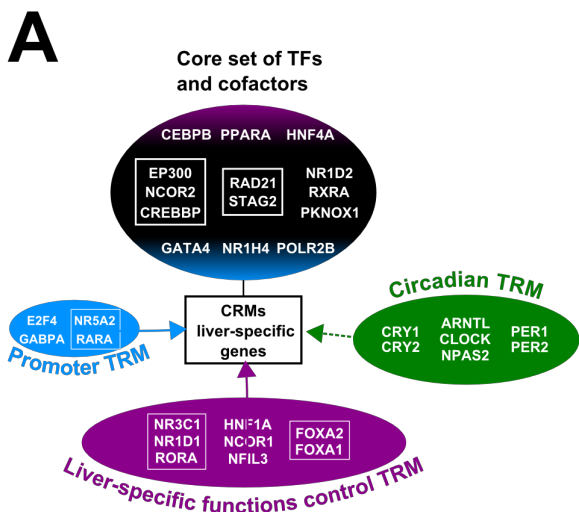 A
Core set of TFs
and cofactors
CEBPB PPARA HNF4A
EP300
NCOR2
CREBBP
RAD21
STAG2
NR1D2
RXRA
PKNOX1
GATA4 NR1H4 POLR2B
CRMs
liver-specific
genes
E2F4
GABPA
NR5A2
RARA
Promoter TRM
Circadian TRM
CRY1
CRY2
ARNTL
CLOCK
NPAS2
PER1
PER2
NR3C1
NR1D1
RORA
HNF1A
NCOR1
NFIL3
FOXA2
FOXA1
Liver-specific functions control TRM